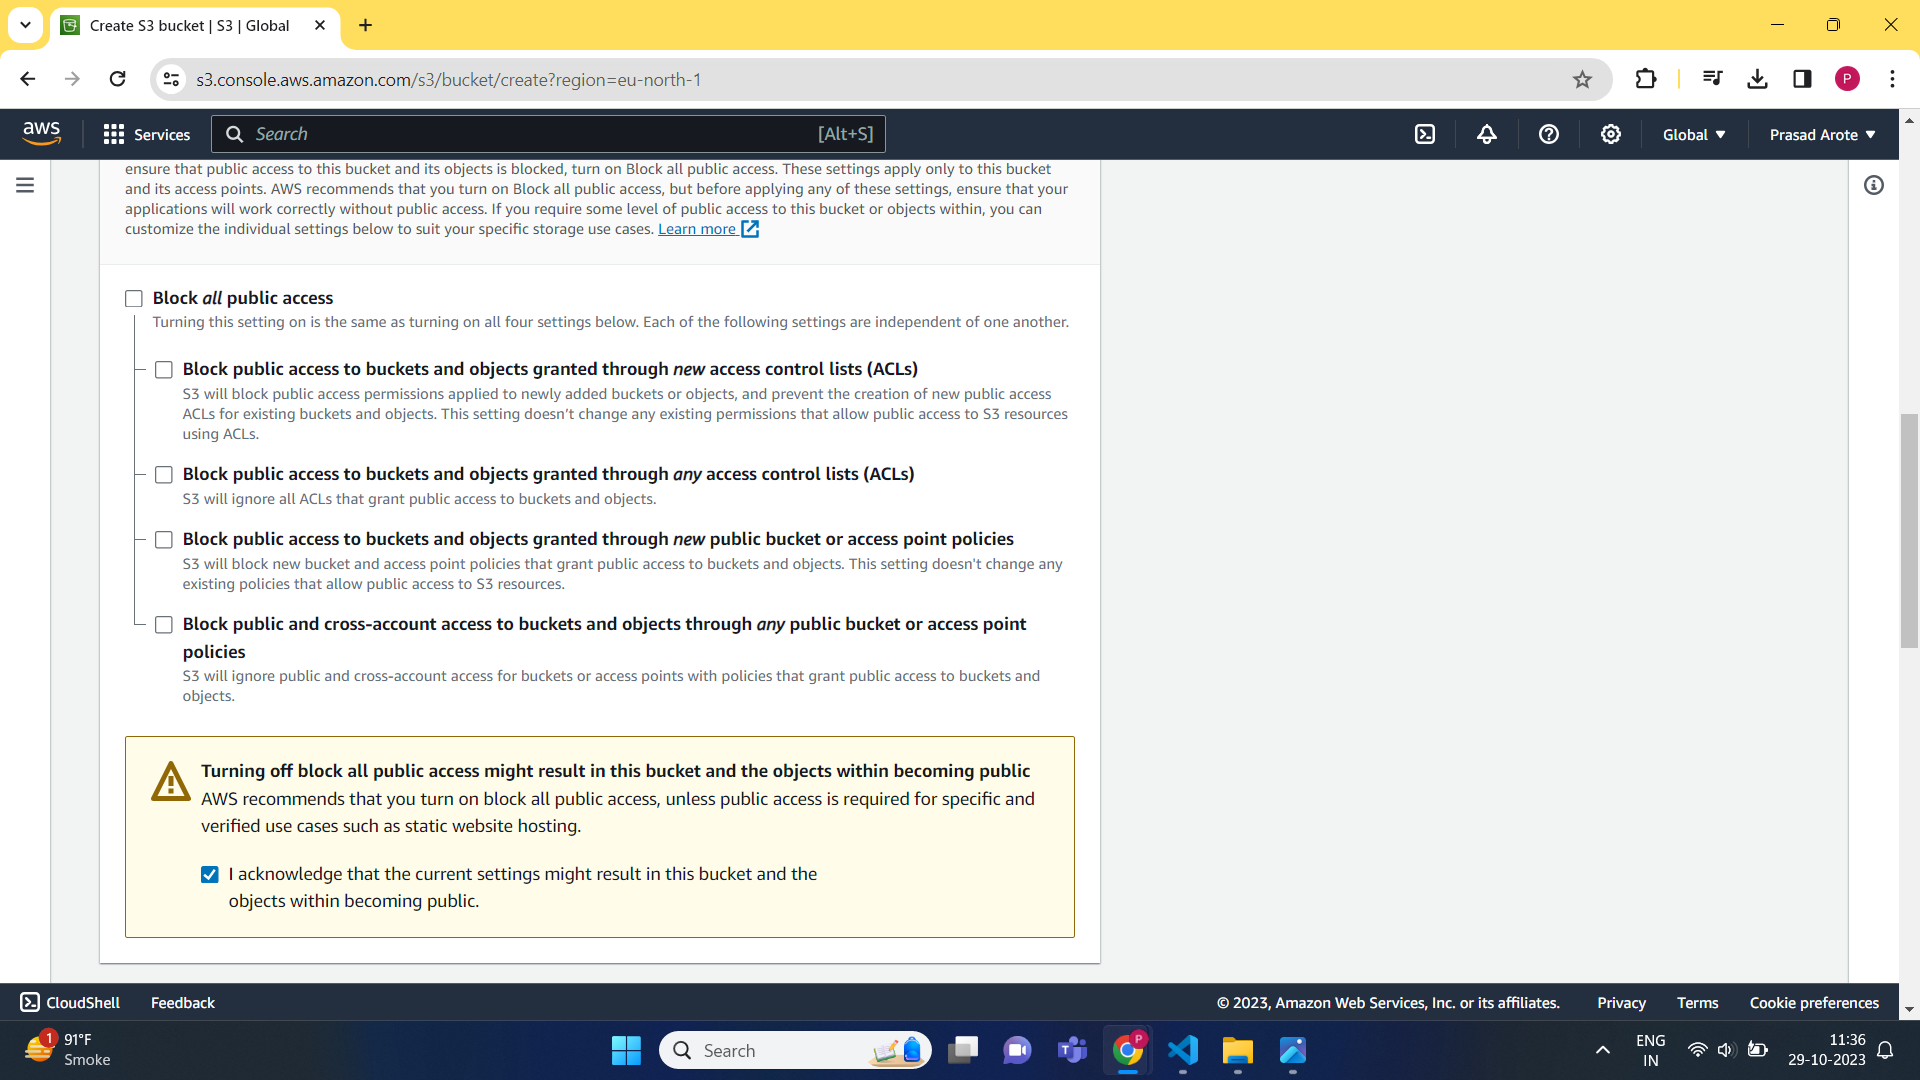 Create S3 bucket | S3 | Global
s3.console.aws.amazon.com/s3/bucket/create?region=eu-north-1
P
aws
Services
Search
[Alt+S]
Global
Prasad Arote
ensure that public access to this bucket and its objects is blocked, turn on Block all public access. These settings apply only to this bucket
and its access points. AWS recommends that you turn on Block all public access, but before applying any of these settings, ensure that your
applications will work correctly without public access. If you require some level of public access to this bucket or objects within, you can
customize the individual settings below to suit your specific storage use cases. Learn more
Block all public access
Turning this setting on is the same as turning on all four settings below. Each of the following settings are independent of one another.
Block public access to buckets and objects granted through new access control lists (ACLs)
S3 will block public access permissions applied to newly added buckets or objects, and prevent the creation of new public access
ACLs for existing buckets and objects. This setting doesn't change any existing permissions that allow public access to S3 resources
using ACLs.
Block public access to buckets and objects granted through any access control lists (ACLs)
S3 will ignore all ACLs that grant public access to buckets and objects.
Block public access to buckets and objects granted through new public bucket or access point policies
S3 will block new bucket and access point policies that grant public access to buckets and objects. This setting doesn't change any
existing policies that allow public access to S3 resources.
Block public and cross-account access to buckets and objects through any public bucket or access point
policies
S3 will ignore public and cross-account access for buckets or access points with policies that grant public access to buckets and
objects.
Turning off block all public access might result in this bucket and the objects within becoming public
AWS recommends that you turn on block all public access, unless public access is required for specific and
verified use cases such as static website hosting.
I acknowledge that the current settings might result in this bucket and the
objects within becoming public.
CloudShell
Feedback
© 2023, Amazon Web Services, Inc. or its affiliates.
Privacy
Terms
Cookie preferences
1
91°F
Smoke
Search
P
ENG
IN
11:36
29-10-2023